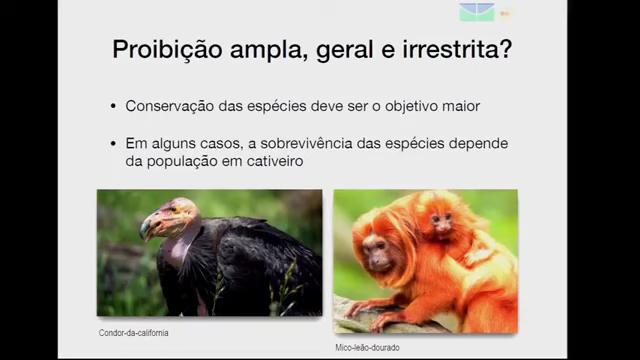 Proibição ampla, geral e irrestrita?
• Conservação das espécies deve ser o objetivo maior
• Em alguns casos, a sobrevivência das espécies depende
da população em cativeiro
Condor-da-california
Mico-leão-dourado